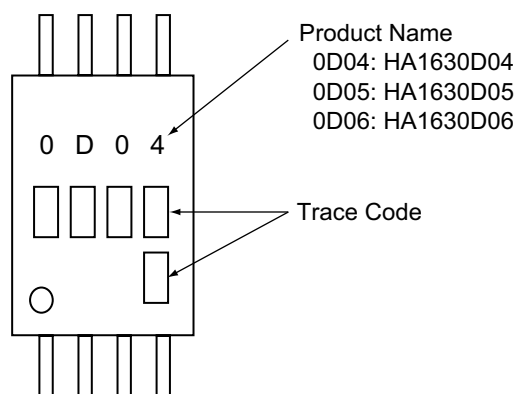 Product Name
0D04: HA1630D04
0D05: HA1630D05
0D06: HA1630D06
0 D 0 4
Trace Code